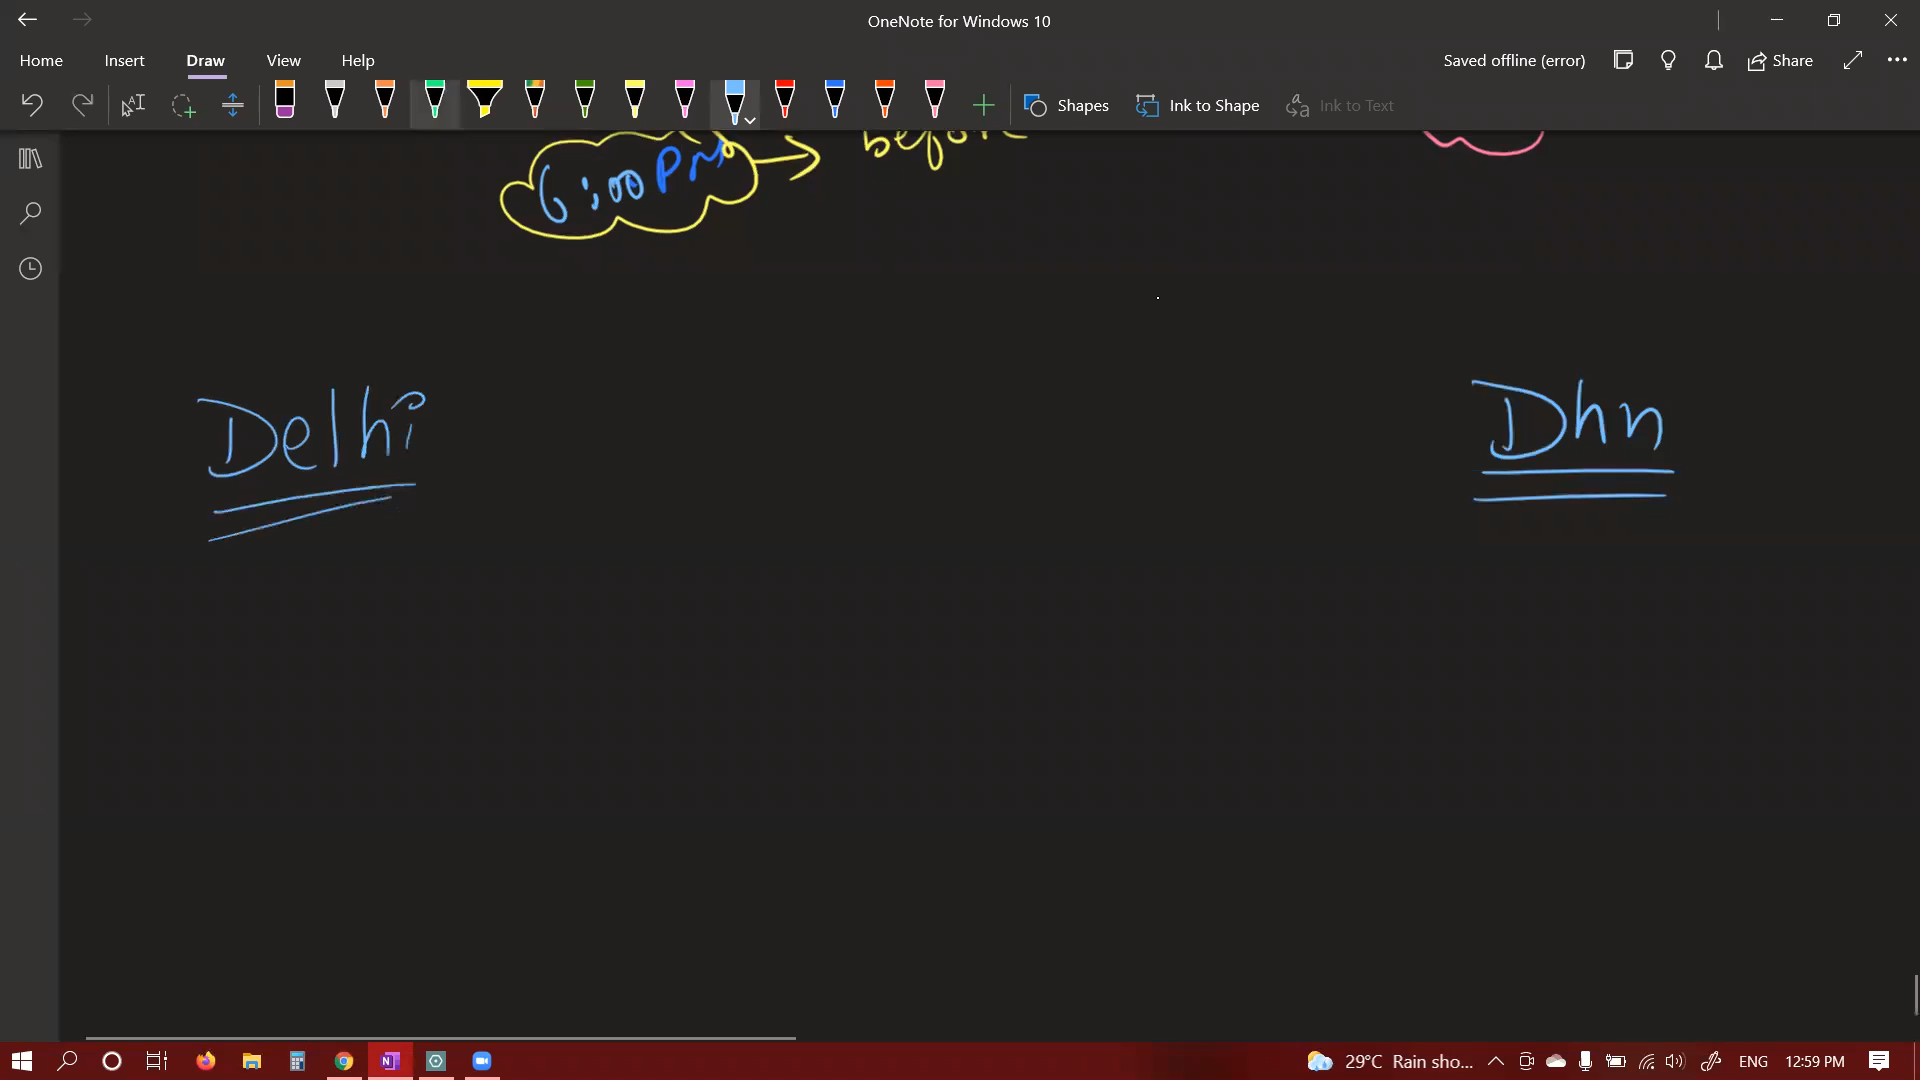 OneNote for Windows 10
Home Insert Draw View Help Saved offline (error) Share
Shapes Ink to Shape Ink to Text
before
6:00 PM
Delhi Dhn
29°C Rain sho... ENG 12:59 PM